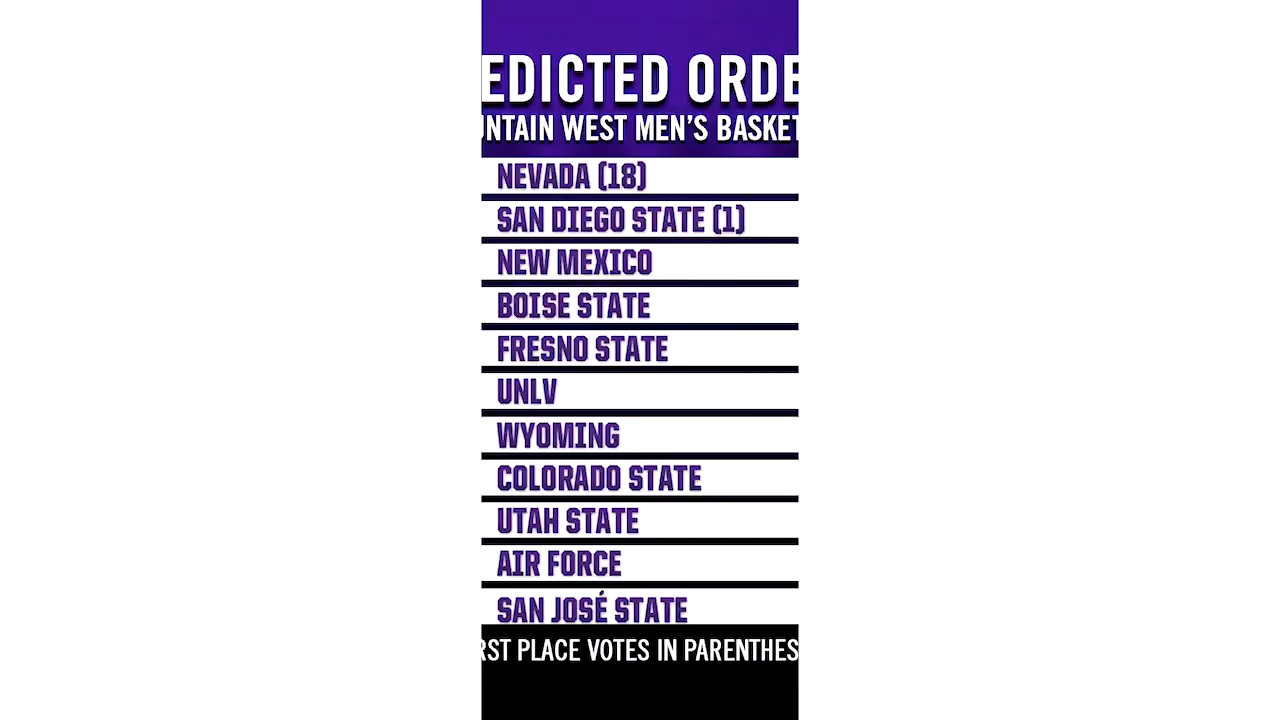 EDICTED ORDE
UNTAIN WEST MEN'S BASKET
NEVADA (18)
SAN DIEGO STATE (1)
NEW MEXICO
BOISE STATE
FRESNO STATE
UNLV
WYOMING
COLORADO STATE
UTAH STATE
AIR FORCE
SAN JOSÉ STATE
RST PLACE VOTES IN PARENTHES